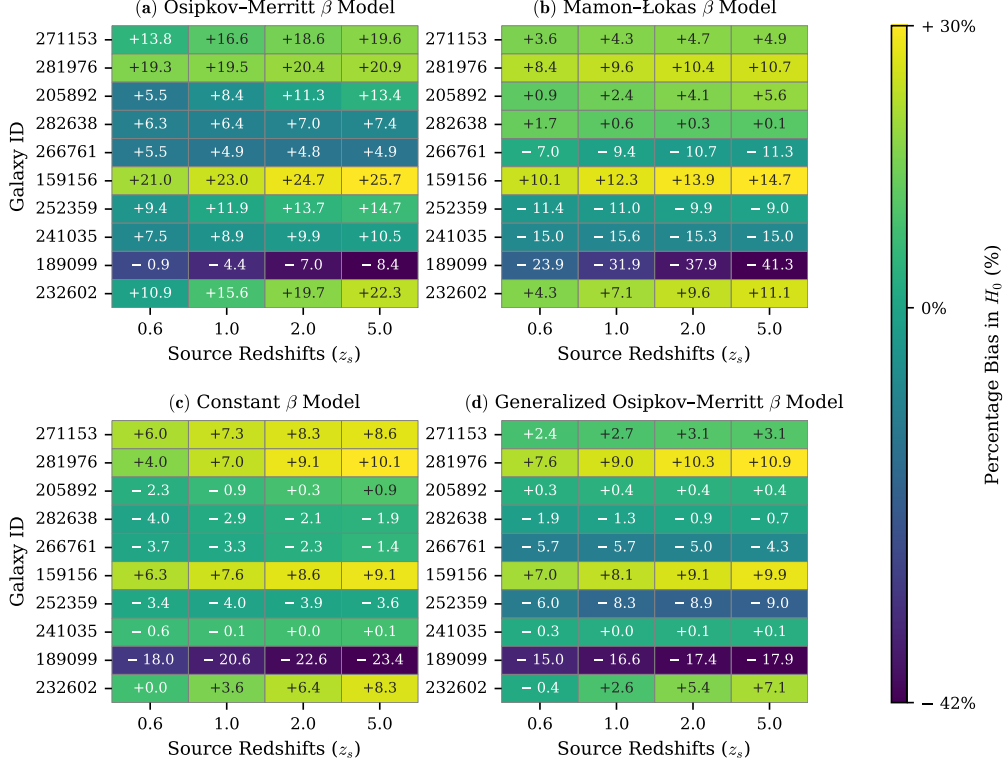 (a) Osipkov–Merritt β Model
271153 +13.8 +16.6 +18.6 +19.6
281976 +19.3 +19.5 +20.4 +20.9
205892 +5.5 +8.4 +11.3 +13.4
282638 +6.3 +6.4 +7.0 +7.4
266761 +5.5 +4.9 +4.8 +4.9
159156 +21.0 +23.0 +24.7 +25.7
252359 +9.4 +11.9 +13.7 +14.7
241035 +7.5 +8.9 +9.9 +10.5
189099 − 0.9 − 4.4 − 7.0 − 8.4
232602 +10.9 +15.6 +19.7 +22.3
0.6 1.0 2.0 5.0
Source Redshifts (z_s)
Galaxy ID
(b) Mamon–Łokas β Model
271153 +3.6 +4.3 +4.7 +4.9
281976 +8.4 +9.6 +10.4 +10.7
205892 +0.9 +2.4 +4.1 +5.6
282638 +1.7 +0.6 +0.3 +0.1
266761 − 7.0 − 9.4 − 10.7 − 11.3
159156 +10.1 +12.3 +13.9 +14.7
252359 − 11.4 − 11.0 − 9.9 − 9.0
241035 − 15.0 − 15.6 − 15.3 − 15.0
189099 − 23.9 − 31.9 − 37.9 − 41.3
232602 +4.3 +7.1 +9.6 +11.1
0.6 1.0 2.0 5.0
Source Redshifts (z_s)
(c) Constant β Model
271153 +6.0 +7.3 +8.3 +8.6
281976 +4.0 +7.0 +9.1 +10.1
205892 − 2.3 − 0.9 +0.3 +0.9
282638 − 4.0 − 2.9 − 2.1 − 1.9
266761 − 3.7 − 3.3 − 2.3 − 1.4
159156 +6.3 +7.6 +8.6 +9.1
252359 − 3.4 − 4.0 − 3.9 − 3.6
241035 − 0.6 − 0.1 +0.0 +0.1
189099 − 18.0 − 20.6 − 22.6 − 23.4
232602 +0.0 +3.6 +6.4 +8.3
0.6 1.0 2.0 5.0
Source Redshifts (z_s)
Galaxy ID
(d) Generalized Osipkov–Merritt β Model
271153 +2.4 +2.7 +3.1 +3.1
281976 +7.6 +9.0 +10.3 +10.9
205892 +0.3 +0.4 +0.4 +0.4
282638 − 1.9 − 1.3 − 0.9 − 0.7
266761 − 5.7 − 5.7 − 5.0 − 4.3
159156 +7.0 +8.1 +9.1 +9.9
252359 − 6.0 − 8.3 − 8.9 − 9.0
241035 − 0.3 +0.0 +0.1 +0.1
189099 − 15.0 − 16.6 − 17.4 − 17.9
232602 − 0.4 +2.6 +5.4 +7.1
0.6 1.0 2.0 5.0
Source Redshifts (z_s)
+ 30%
0%
− 42%
Percentage Bias in H_0 (%)